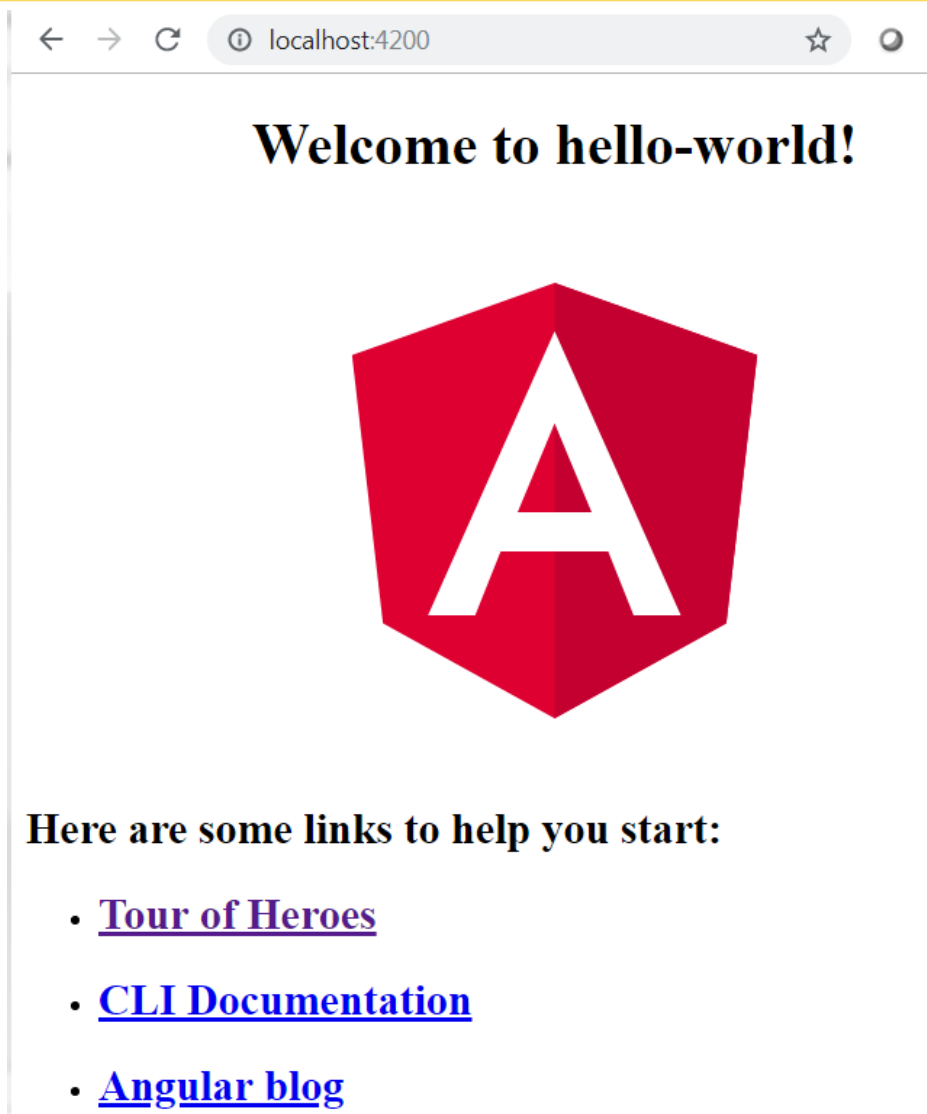 localhost:4200
Welcome to hello-world!
A
Here are some links to help you start:
Tour of Heroes
CLI Documentation
Angular blog